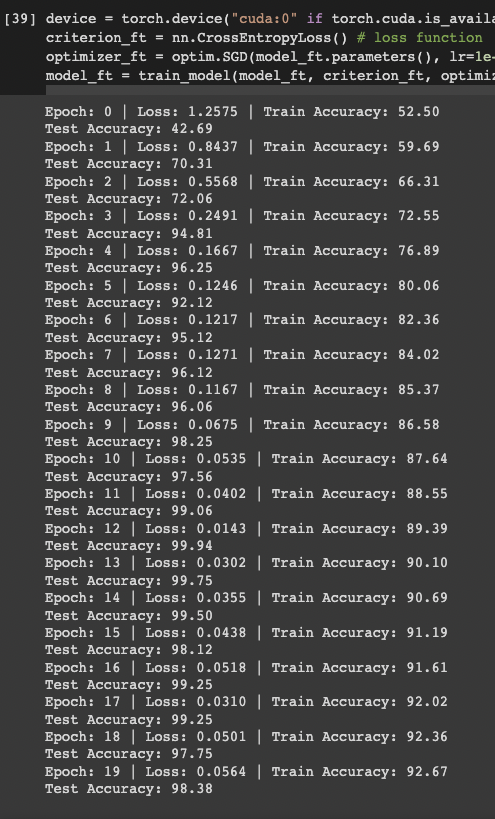 [39] device = torch.device("cuda:0" if torch.cuda.is_availa
criterion_ft = nn.CrossEntropyLoss() # loss function
optimizer_ft = optim.SGD(model_ft.parameters(), lr=1e-
model_ft = train_model(model_ft, criterion_ft, optimiz
Epoch: 0 | Loss: 1.2575 | Train Accuracy: 52.50
Test Accuracy: 42.69
Epoch: 1 | Loss: 0.8437 | Train Accuracy: 59.69
Test Accuracy: 70.31
Epoch: 2 | Loss: 0.5568 | Train Accuracy: 66.31
Test Accuracy: 72.06
Epoch: 3 | Loss: 0.2491 | Train Accuracy: 72.55
Test Accuracy: 94.81
Epoch: 4 | Loss: 0.1667 | Train Accuracy: 76.89
Test Accuracy: 96.25
Epoch: 5 | Loss: 0.1246 | Train Accuracy: 80.06
Test Accuracy: 92.12
Epoch: 6 | Loss: 0.1217 | Train Accuracy: 82.36
Test Accuracy: 95.12
Epoch: 7 | Loss: 0.1271 | Train Accuracy: 84.02
Test Accuracy: 96.12
Epoch: 8 | Loss: 0.1167 | Train Accuracy: 85.37
Test Accuracy: 96.06
Epoch: 9 | Loss: 0.0675 | Train Accuracy: 86.58
Test Accuracy: 98.25
Epoch: 10 | Loss: 0.0535 | Train Accuracy: 87.64
Test Accuracy: 97.56
Epoch: 11 | Loss: 0.0402 | Train Accuracy: 88.55
Test Accuracy: 99.06
Epoch: 12 | Loss: 0.0143 | Train Accuracy: 89.39
Test Accuracy: 99.94
Epoch: 13 | Loss: 0.0302 | Train Accuracy: 90.10
Test Accuracy: 99.75
Epoch: 14 | Loss: 0.0355 | Train Accuracy: 90.69
Test Accuracy: 99.50
Epoch: 15 | Loss: 0.0438 | Train Accuracy: 91.19
Test Accuracy: 98.12
Epoch: 16 | Loss: 0.0518 | Train Accuracy: 91.61
Test Accuracy: 99.25
Epoch: 17 | Loss: 0.0310 | Train Accuracy: 92.02
Test Accuracy: 99.25
Epoch: 18 | Loss: 0.0501 | Train Accuracy: 92.36
Test Accuracy: 97.75
Epoch: 19 | Loss: 0.0564 | Train Accuracy: 92.67
Test Accuracy: 98.38